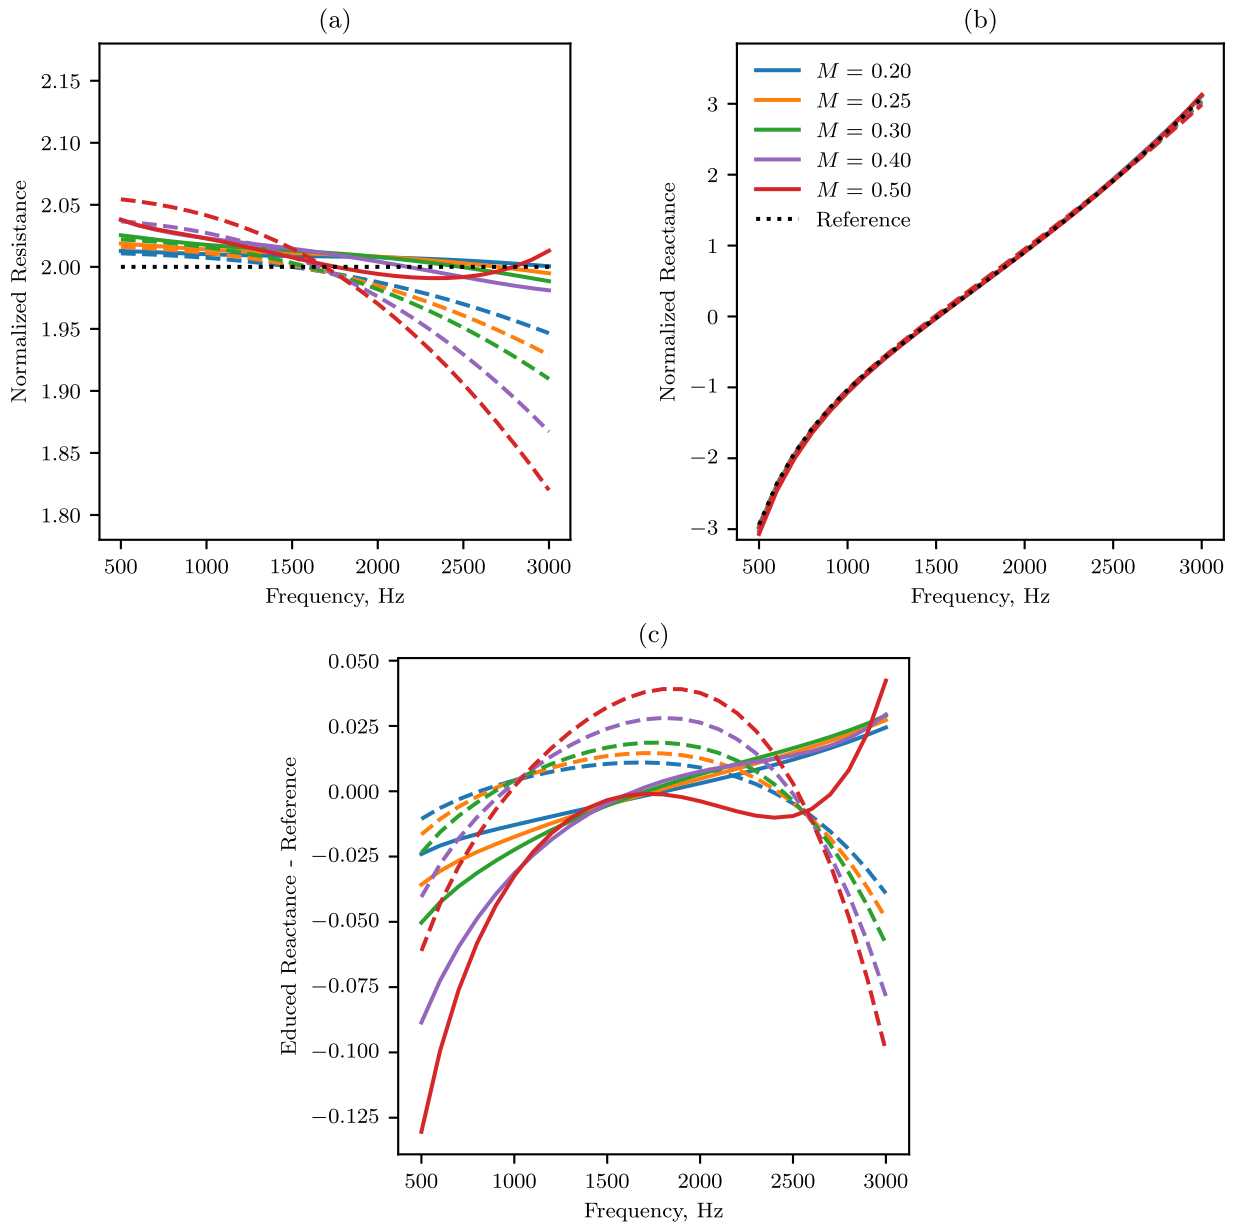 (a)
2.15
2.10
2.05
2.00
1.95
1.90
1.85
1.80
Normalized Resistance
500 1000 1500 2000 2500 3000
Frequency, Hz
(b)
3
2
1
0
−1
−2
−3
Normalized Reactance
M = 0.20
M = 0.25
M = 0.30
M = 0.40
M = 0.50
Reference
500 1000 1500 2000 2500 3000
Frequency, Hz
(c)
0.050
0.025
0.000
−0.025
−0.050
−0.075
−0.100
−0.125
Educed Reactance - Reference
500 1000 1500 2000 2500 3000
Frequency, Hz